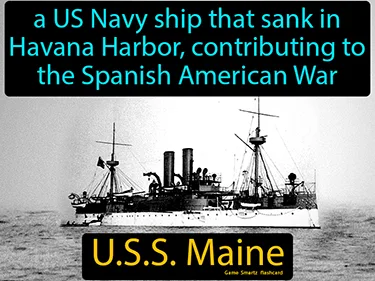 a US Navy ship that sank in
Havana Harbor, contributing to
the Spanish American War
U.S.S. Maine
Game Smartz flashcard